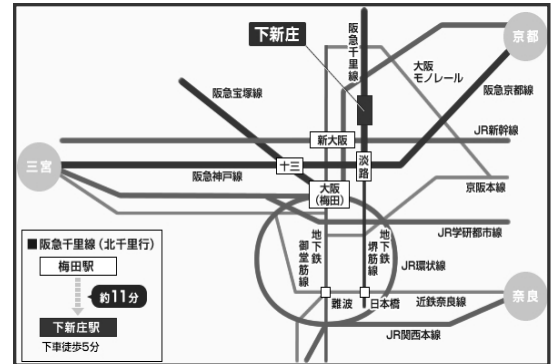 下新庄
阪急千里線
京都
大阪
モノレール
阪急宝塚線
阪急京都線
新大阪
JR新幹線
三宮
十三
淡路
阪急神戸線
大阪
(梅田)
京阪本線
JR学研都市線
地下鉄
御堂筋線
地下鉄
堺筋線
JR環状線
難波
日本橋
近鉄奈良線
奈良
JR関西本線
■阪急千里線(北千里行)
梅田駅
約11分
下新庄駅
下車徒歩5分